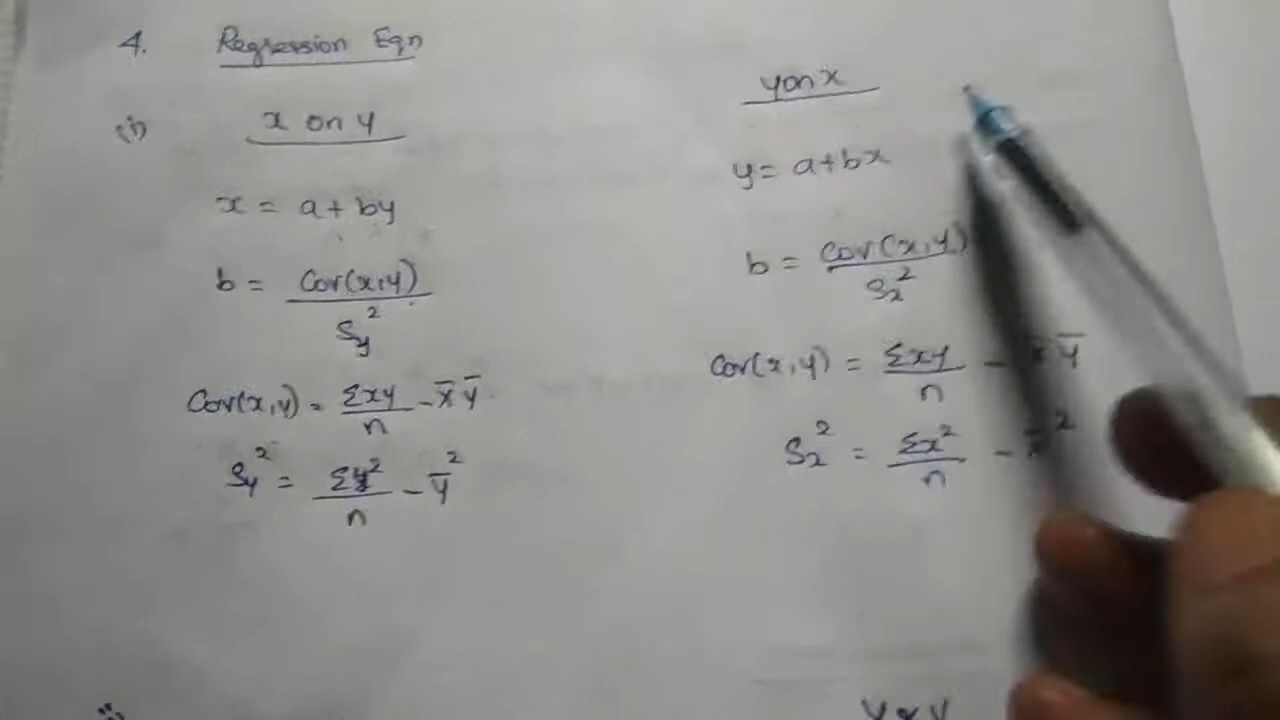 4. Regression Eqn
(i) x on y
x = a + by
b = Cov(x,y) / Sy²
Cov(x,y) = Σxy / n - x̄ ȳ
Sy² = Σy² / n - ȳ²
y on x
y = a + bx
b = Cov(x,y) / Sx²
Cov(x,y) = Σxy / n - x̄ ȳ
Sx² = Σx² / n - x̄²